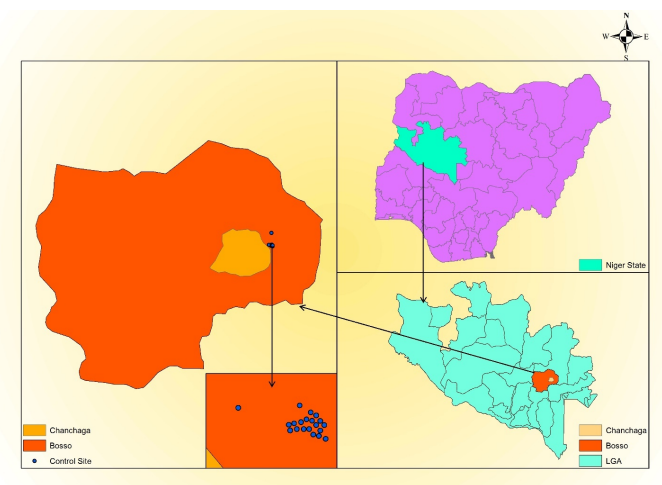 N
W E
S
Niger State
Chanchaga
Bosso
Control Site
Chanchaga
Bosso
LGA